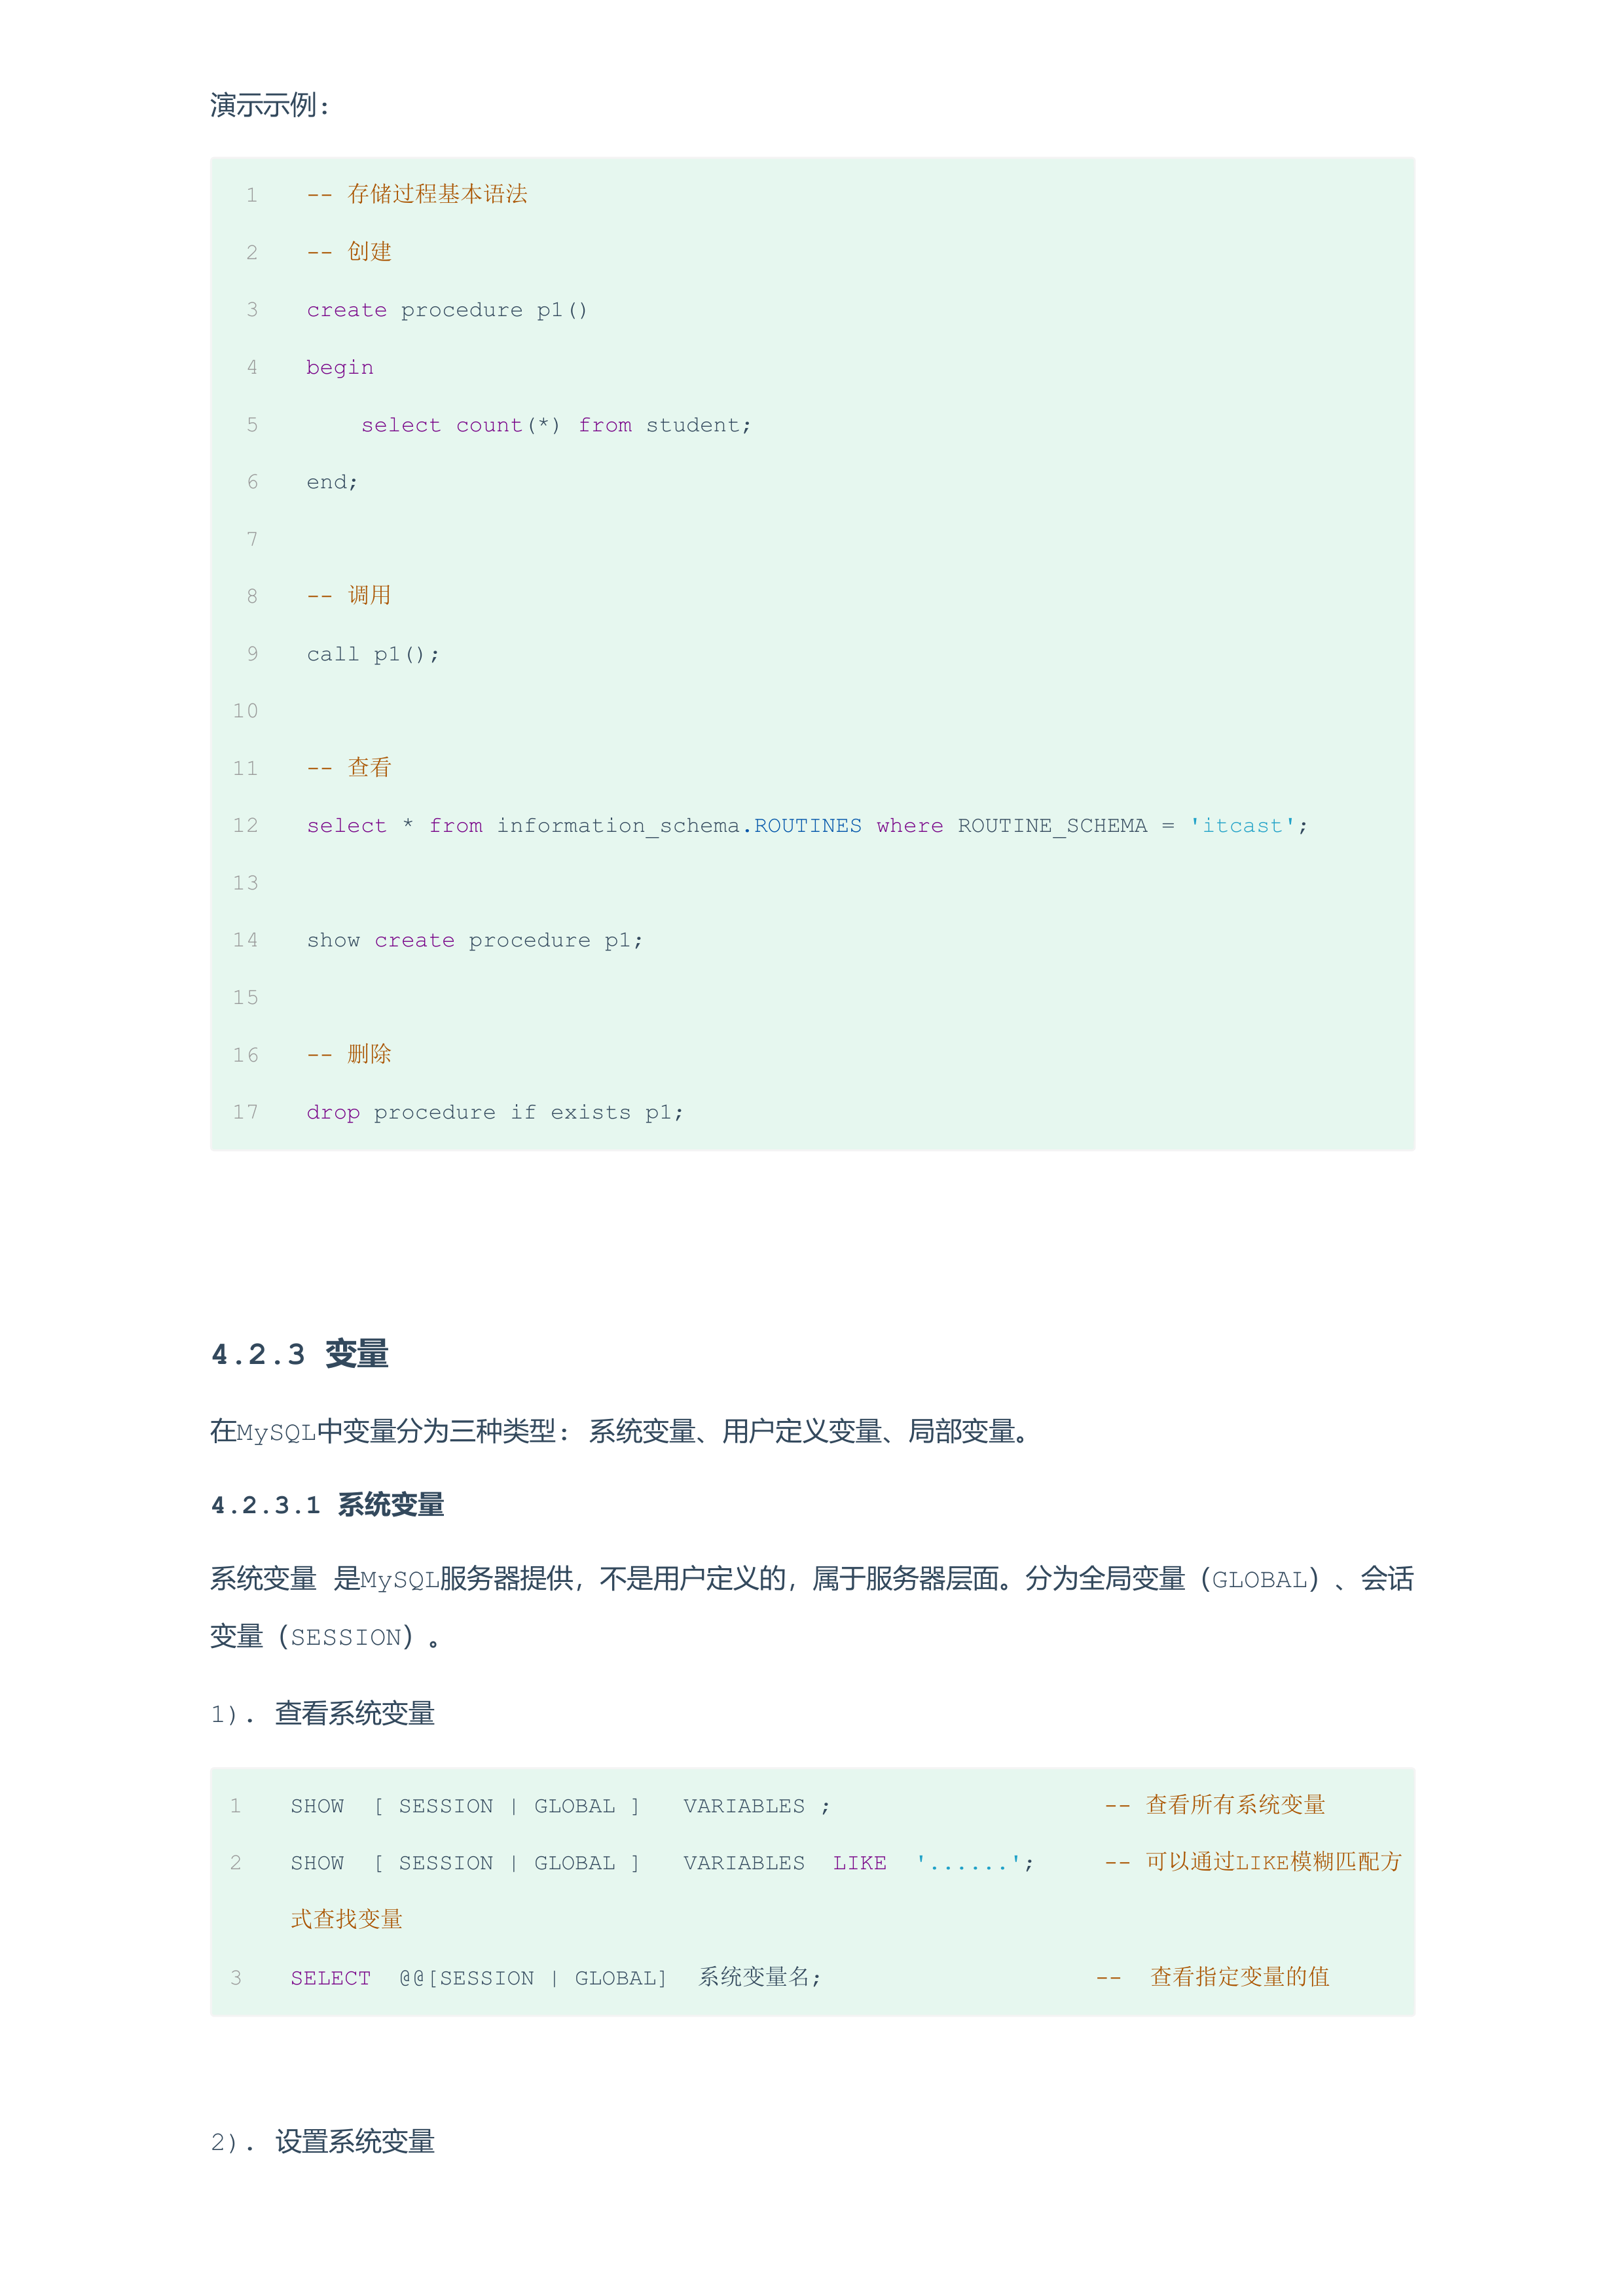 演示示例：
1 -- 存储过程基本语法
2 -- 创建
3 create procedure p1()
4 begin
5     select count(*) from student;
6 end;
7
8 -- 调用
9 call p1();
10
11 -- 查看
12 select * from information_schema.ROUTINES where ROUTINE_SCHEMA = 'itcast';
13
14 show create procedure p1;
15
16 -- 删除
17 drop procedure if exists p1;
4.2.3 变量
在MySQL中变量分为三种类型： 系统变量、用户定义变量、局部变量。
4.2.3.1 系统变量
系统变量 是MySQL服务器提供，不是用户定义的，属于服务器层面。分为全局变量（GLOBAL）、会话
变量（SESSION）。
1). 查看系统变量
1 SHOW [ SESSION | GLOBAL ] VARIABLES ; -- 查看所有系统变量
2 SHOW [ SESSION | GLOBAL ] VARIABLES LIKE '......'; -- 可以通过LIKE模糊匹配方
式查找变量
3 SELECT @@[SESSION | GLOBAL] 系统变量名; -- 查看指定变量的值
2). 设置系统变量